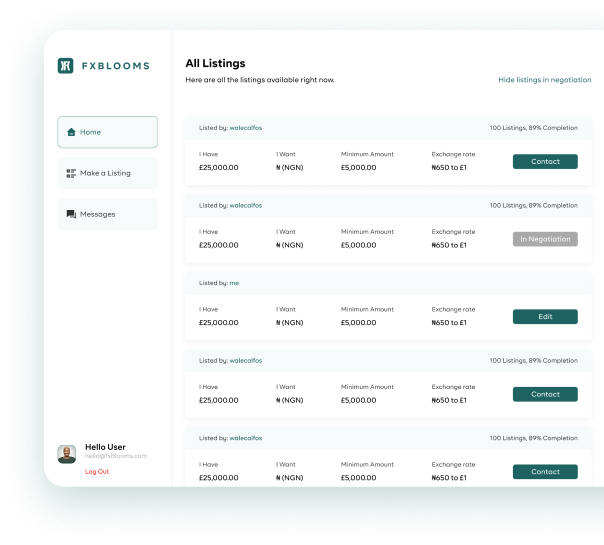 FXBLOOMS
All Listings
Here are all the listings available right now.
Hide listings in negotiation
Home
Make a Listing
Messages
Listed by: walecalfos
100 Listings, 89% Completion
I Have I Want Minimum Amount Exchange rate
£25,000.00 ₦ (NGN) £5,000.00 ₦650 to £1
Contact
Listed by: walecalfos
100 Listings, 89% Completion
I Have I Want Minimum Amount Exchange rate
£25,000.00 ₦ (NGN) £5,000.00 ₦650 to £1
In Negotiation
Listed by: me
I Have I Want Minimum Amount Exchange rate
£25,000.00 ₦ (NGN) £5,000.00 ₦650 to £1
Edit
Listed by: walecalfos
100 Listings, 89% Completion
I Have I Want Minimum Amount Exchange rate
£25,000.00 ₦ (NGN) £5,000.00 ₦650 to £1
Contact
Listed by: walecalfos
100 Listings, 89% Completion
I Have I Want Minimum Amount Exchange rate
£25,000.00 ₦ (NGN) £5,000.00 ₦650 to £1
Contact
Hello User
hello@fxblooms.com
Log Out